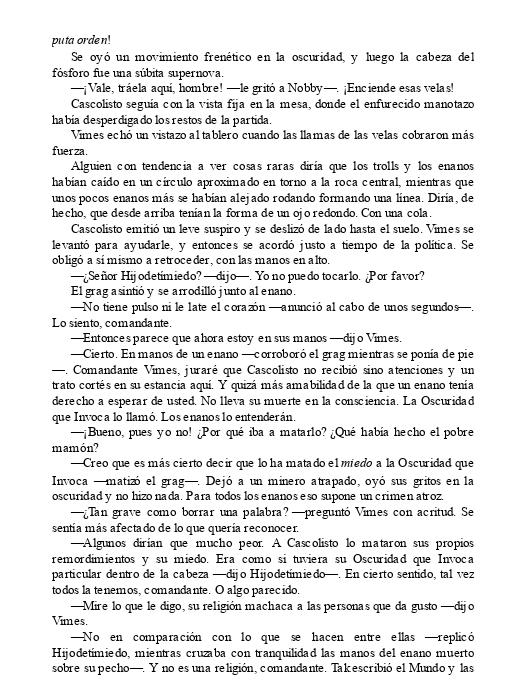 puta orden!
Se oyó un movimiento frenético en la oscuridad, y luego la cabeza del
fósforo fue una súbita supernova.
—¡Vale, tráela aquí, hombre! —le gritó a Nobby—. ¡Enciende esas velas!
Cascolisto seguía con la vista fija en la mesa, donde el enfurecido manotazo
había desperdigado los restos de la partida.
Vimes echó un vistazo al tablero cuando las llamas de las velas cobraron más
fuerza.
Alguien con tendencia a ver cosas raras diría que los trolls y los enanos
habían caído en un círculo aproximado en torno a la roca central, mientras que
unos pocos enanos más se habían alejado rodando formando una línea. Diría, de
hecho, que desde arriba tenían la forma de un ojo redondo. Con una cola.
Cascolisto emitió un leve suspiro y se deslizó de lado hasta el suelo. Vimes se
levantó para ayudarle, y entonces se acordó justo a tiempo de la política. Se
obligó a sí mismo a retroceder, con las manos en alto.
—¿Señor Hijodetímiedo? —dijo—. Yo no puedo tocarlo. ¿Por favor?
El grag asintió y se arrodilló junto al enano.
—No tiene pulso ni le late el corazón —anunció al cabo de unos segundos—.
Lo siento, comandante.
—Entonces parece que ahora estoy en sus manos —dijo Vimes.
—Cierto. En manos de un enano —corroboró el grag mientras se ponía de pie
—. Comandante Vimes, juraré que Cascolisto no recibió sino atenciones y un
trato cortés en su estancia aquí. Y quizá más amabilidad de la que un enano tenía
derecho a esperar de usted. No lleva su muerte en la consciencia. La Oscuridad
que Invoca lo llamó. Los enanos lo entenderán.
—¡Bueno, pues yo no! ¿Por qué iba a matarlo? ¿Qué había hecho el pobre
mamón?
—Creo que es más cierto decir que lo ha matado el miedo a la Oscuridad que
Invoca —matizó el grag—. Dejó a un minero atrapado, oyó sus gritos en la
oscuridad y no hizo nada. Para todos los enanos eso supone un crimen atroz.
—¿Tan grave como borrar una palabra? —preguntó Vimes con acritud. Se
sentía más afectado de lo que quería reconocer.
—Algunos dirían que mucho peor. A Cascolisto lo mataron sus propios
remordimientos y su miedo. Era como si tuviera su Oscuridad que Invoca
particular dentro de la cabeza —dijo Hijodetímiedo—. En cierto sentido, tal vez
todos la tenemos, comandante. O algo parecido.
—Mire lo que le digo, su religión machaca a las personas que da gusto —dijo
Vimes.
—No en comparación con lo que se hacen entre ellas —replicó
Hijodetímiedo, mientras cruzaba con tranquilidad las manos del enano muerto
sobre su pecho—. Y no es una religión, comandante. Tak escribió el Mundo y las